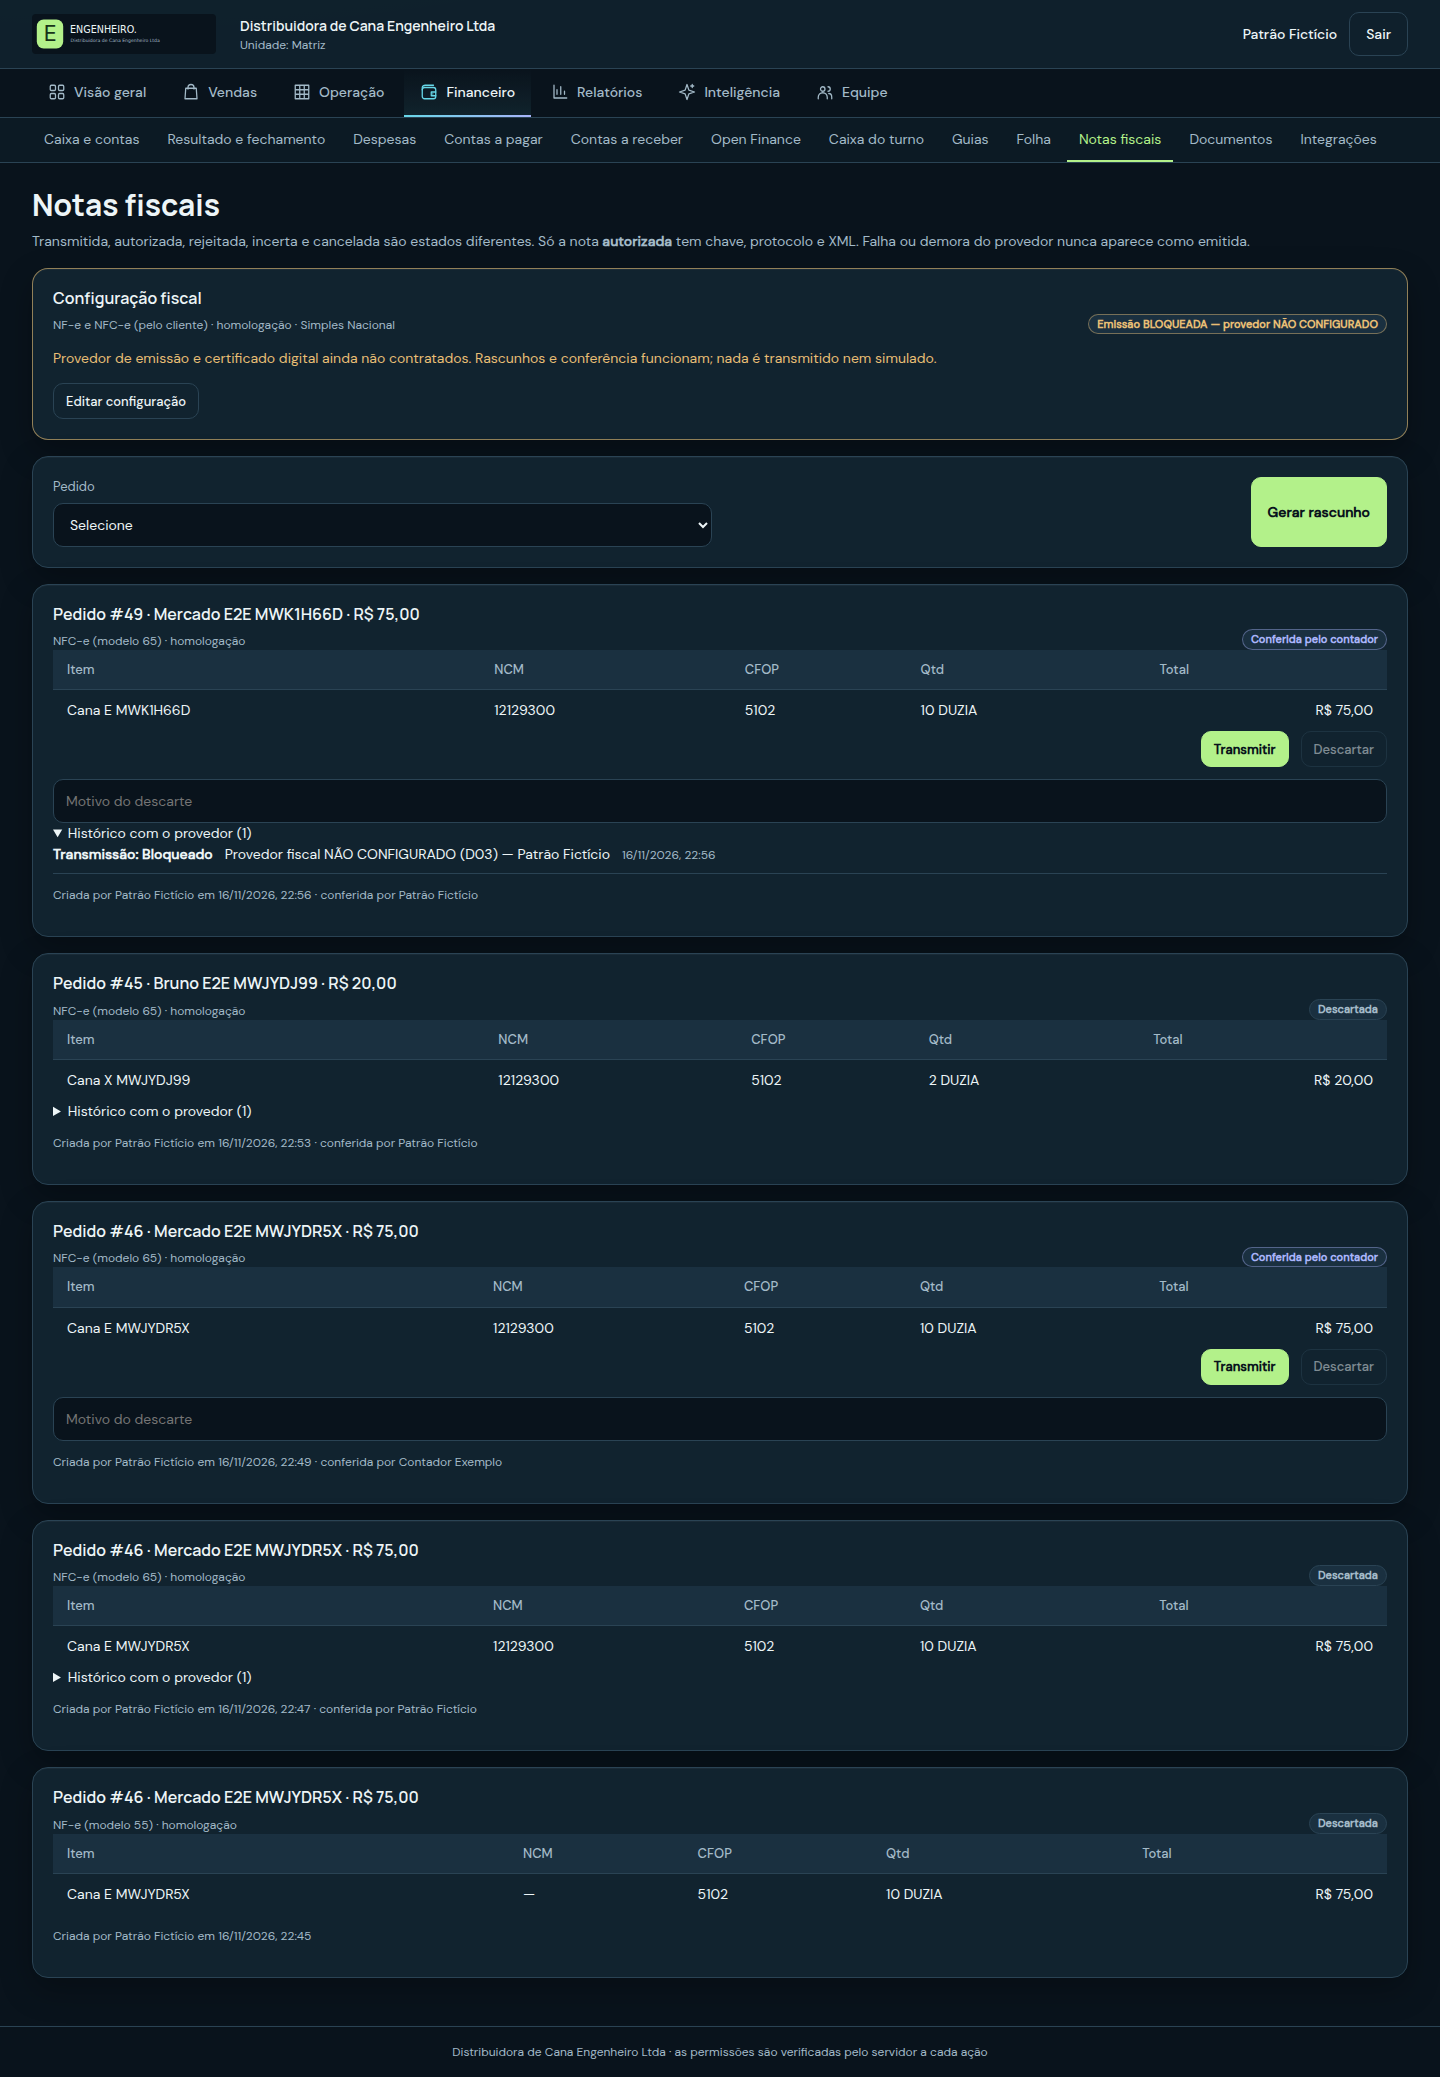 E ENGENHEIRO.
Distribuidora de Cana Engenheiro Ltda
Distribuidora de Cana Engenheiro Ltda
Unidade: Matriz
Patrão Fictício
Sair
Visão geral Vendas Operação Financeiro Relatórios Inteligência Equipe
Caixa e contas Resultado e fechamento Despesas Contas a pagar Contas a receber Open Finance Caixa do turno Guias Folha Notas fiscais Documentos Integrações
Notas fiscais
Transmitida, autorizada, rejeitada, incerta e cancelada são estados diferentes. Só a nota autorizada tem chave, protocolo e XML. Falha ou demora do provedor nunca aparece como emitida.
Configuração fiscal
NF-e e NFC-e (pelo cliente) · homologação · Simples Nacional
Emissão BLOQUEADA — provedor NÃO CONFIGURADO
Provedor de emissão e certificado digital ainda não contratados. Rascunhos e conferência funcionam; nada é transmitido nem simulado.
Editar configuração
Pedido
Selecione
Gerar rascunho
Pedido #49 · Mercado E2E MWK1H66D · R$ 75,00
NFC-e (modelo 65) · homologação
Conferida pelo contador
Item NCM CFOP Qtd Total
Cana E MWK1H66D 12129300 5102 10 DUZIA R$ 75,00
Transmitir Descartar
Motivo do descarte
Histórico com o provedor (1)
Transmissão: Bloqueado Provedor fiscal NÃO CONFIGURADO (D03) — Patrão Fictício 16/11/2026, 22:56
Criada por Patrão Fictício em 16/11/2026, 22:56 · conferida por Patrão Fictício
Pedido #45 · Bruno E2E MWJYDJ99 · R$ 20,00
NFC-e (modelo 65) · homologação
Descartada
Item NCM CFOP Qtd Total
Cana X MWJYDJ99 12129300 5102 2 DUZIA R$ 20,00
Histórico com o provedor (1)
Criada por Patrão Fictício em 16/11/2026, 22:53 · conferida por Patrão Fictício
Pedido #46 · Mercado E2E MWJYDR5X · R$ 75,00
NFC-e (modelo 65) · homologação
Conferida pelo contador
Item NCM CFOP Qtd Total
Cana E MWJYDR5X 12129300 5102 10 DUZIA R$ 75,00
Transmitir Descartar
Motivo do descarte
Criada por Patrão Fictício em 16/11/2026, 22:49 · conferida por Contador Exemplo
Pedido #46 · Mercado E2E MWJYDR5X · R$ 75,00
NFC-e (modelo 65) · homologação
Descartada
Item NCM CFOP Qtd Total
Cana E MWJYDR5X 12129300 5102 10 DUZIA R$ 75,00
Histórico com o provedor (1)
Criada por Patrão Fictício em 16/11/2026, 22:47 · conferida por Patrão Fictício
Pedido #46 · Mercado E2E MWJYDR5X · R$ 75,00
NF-e (modelo 55) · homologação
Descartada
Item NCM CFOP Qtd Total
Cana E MWJYDR5X — 5102 10 DUZIA R$ 75,00
Criada por Patrão Fictício em 16/11/2026, 22:45
Distribuidora de Cana Engenheiro Ltda · as permissões são verificadas pelo servidor a cada ação